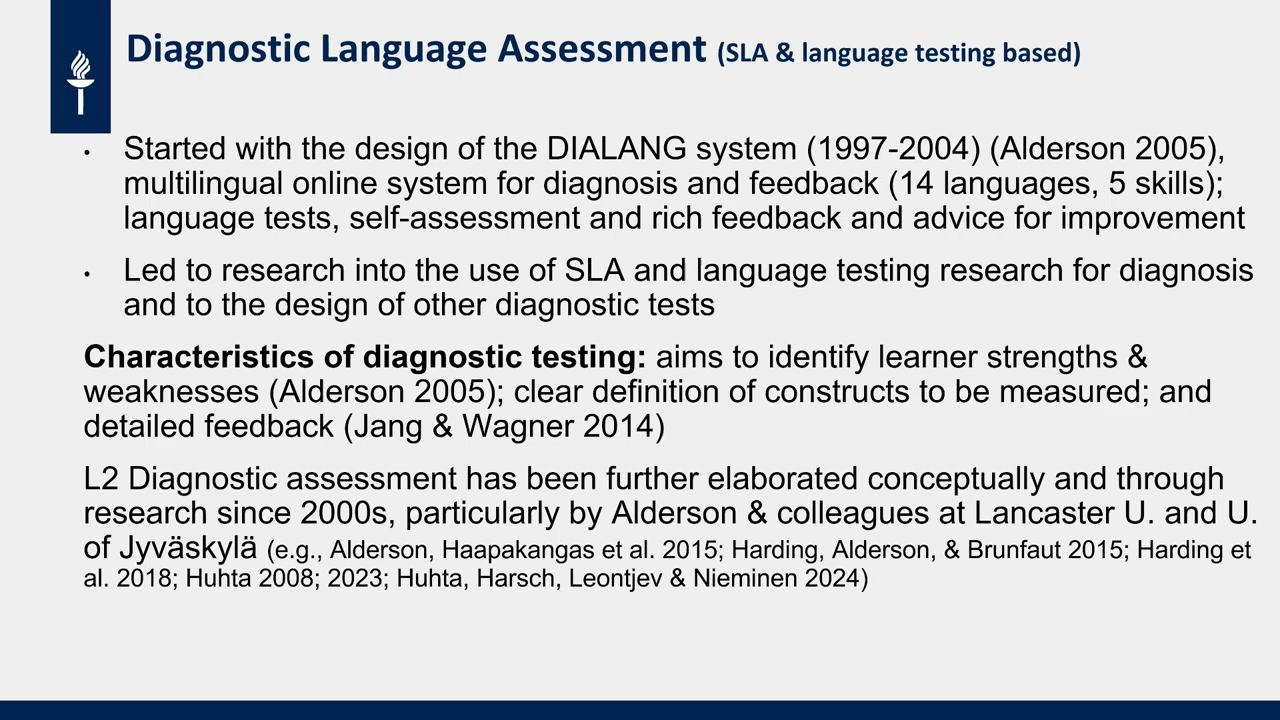 Diagnostic Language Assessment (SLA & language testing based)
• Started with the design of the DIALANG system (1997-2004) (Alderson 2005),
multilingual online system for diagnosis and feedback (14 languages, 5 skills);
language tests, self-assessment and rich feedback and advice for improvement
• Led to research into the use of SLA and language testing research for diagnosis
and to the design of other diagnostic tests
Characteristics of diagnostic testing: aims to identify learner strengths &
weaknesses (Alderson 2005); clear definition of constructs to be measured; and
detailed feedback (Jang & Wagner 2014)
L2 Diagnostic assessment has been further elaborated conceptually and through
research since 2000s, particularly by Alderson & colleagues at Lancaster U. and U.
of Jyväskylä (e.g., Alderson, Haapakangas et al. 2015; Harding, Alderson, & Brunfaut 2015; Harding et
al. 2018; Huhta 2008; 2023; Huhta, Harsch, Leontjev & Nieminen 2024)